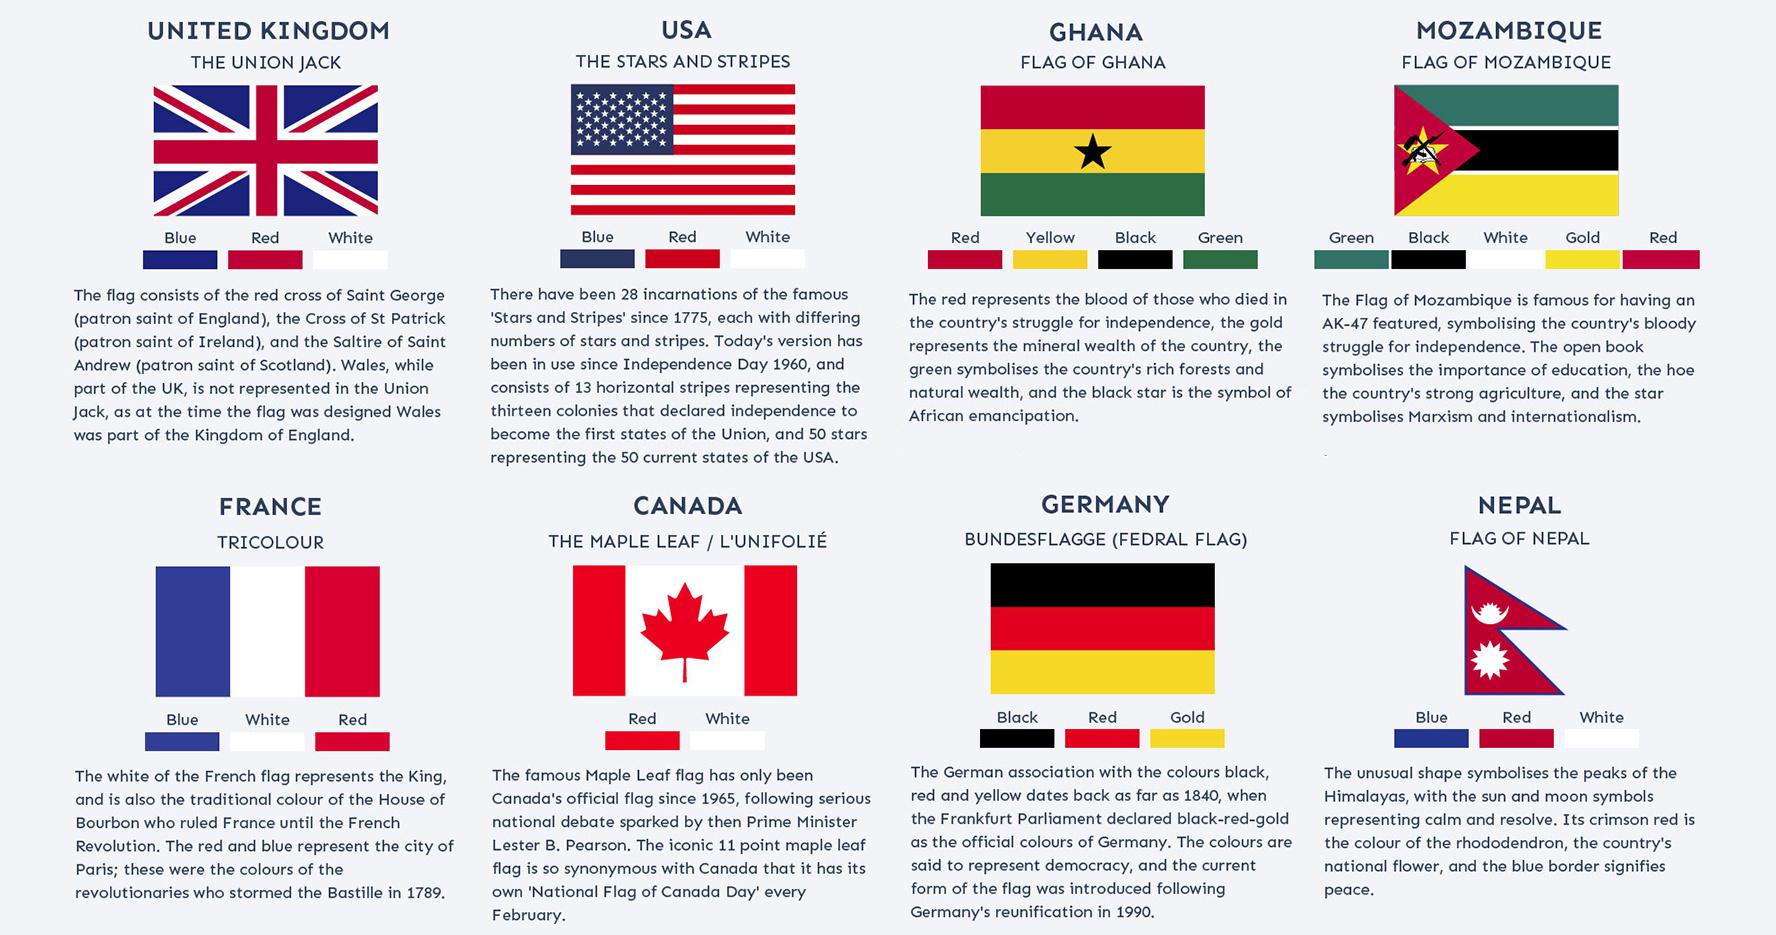 UNITED KINGDOM
THE UNION JACK
Blue Red White
The flag consists of the red cross of Saint George
(patron saint of England), the Cross of St Patrick
(patron saint of Ireland), and the Saltire of Saint
Andrew (patron saint of Scotland). Wales, while
part of the UK, is not represented in the Union
Jack, as at the time the flag was designed Wales
was part of the Kingdom of England.
USA
THE STARS AND STRIPES
Blue Red White
There have been 28 incarnations of the famous
'Stars and Stripes' since 1775, each with differing
numbers of stars and stripes. Today's version has
been in use since Independence Day 1960, and
consists of 13 horizontal stripes representing the
thirteen colonies that declared independence to
become the first states of the Union, and 50 stars
representing the 50 current states of the USA.
GHANA
FLAG OF GHANA
Red Yellow Black Green
The red represents the blood of those who died in
the country's struggle for independence, the gold
represents the mineral wealth of the country, the
green symbolises the country's rich forests and
natural wealth, and the black star is the symbol of
African emancipation.
MOZAMBIQUE
FLAG OF MOZAMBIQUE
Green Black White Gold Red
The Flag of Mozambique is famous for having an
AK-47 featured, symbolising the country's bloody
struggle for independence. The open book
symbolises the importance of education, the hoe
the country's strong agriculture, and the star
symbolises Marxism and internationalism.
FRANCE
TRICOLOUR
Blue White Red
The white of the French flag represents the King,
and is also the traditional colour of the House of
Bourbon who ruled France until the French
Revolution. The red and blue represent the city of
Paris; these were the colours of the
revolutionaries who stormed the Bastille in 1789.
CANADA
THE MAPLE LEAF / L'UNIFOLIÉ
Red White
The famous Maple Leaf flag has only been
Canada's official flag since 1965, following serious
national debate sparked by then Prime Minister
Lester B. Pearson. The iconic 11 point maple leaf
flag is so synonymous with Canada that it has its
own 'National Flag of Canada Day' every
February.
GERMANY
BUNDESFLAGGE (FEDRAL FLAG)
Black Red Gold
The German association with the colours black,
red and yellow dates back as far as 1840, when
the Frankfurt Parliament declared black-red-gold
as the official colours of Germany. The colours are
said to represent democracy, and the current
form of the flag was introduced following
Germany's reunification in 1990.
NEPAL
FLAG OF NEPAL
Blue Red White
The unusual shape symbolises the peaks of the
Himalayas, with the sun and moon symbols
representing calm and resolve. Its crimson red is
the colour of the rhododendron, the country's
national flower, and the blue border signifies
peace.